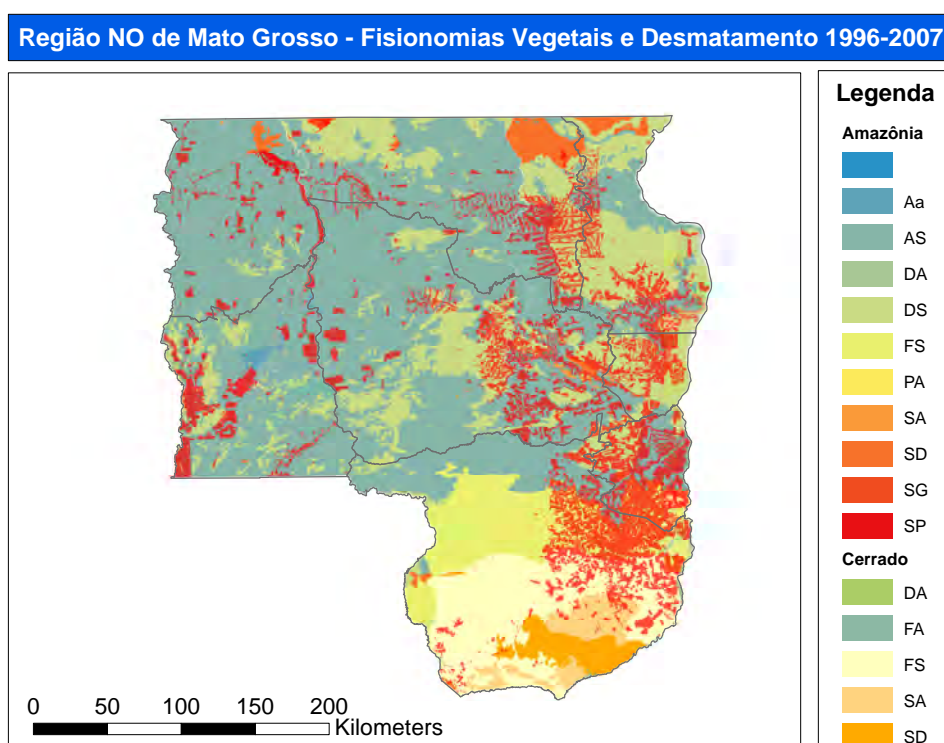 Região NO de Mato Grosso - Fisionomias Vegetais e Desmatamento 1996-2007
Legenda
Amazônia
Aa
AS
DA
DS
FS
PA
SA
SD
SG
SP
Cerrado
DA
FA
FS
SA
SD
0 50 100 150 200
Kilometers